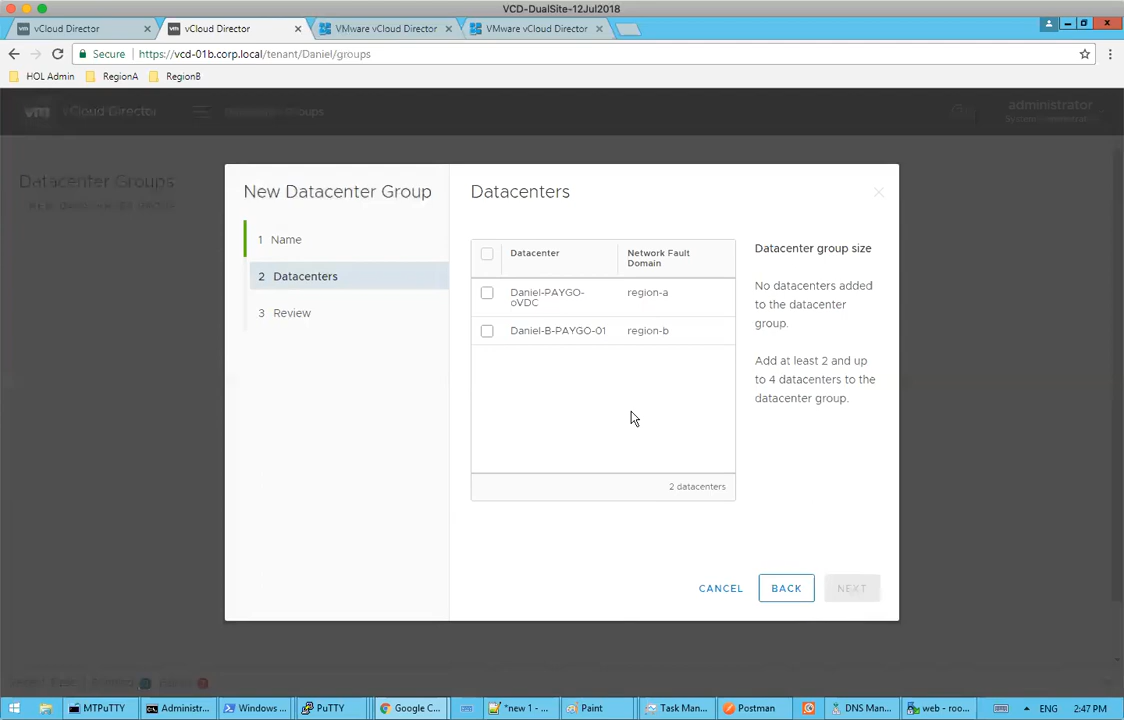 VCD-DualSite-12Jul2018
vm vCloud Director
vm vCloud Director
VMware vCloud Director
VMware vCloud Director
Secure https://vcd-01b.corp.local/tenant/Daniel/groups
HOL Admin RegionA RegionB
vm vCloud Director
administrator
Datacenter Groups
New Datacenter Group
1 Name
2 Datacenters
3 Review
Datacenters
Datacenter Network Fault
Domain
Daniel-PAYGO-
oVDC
region-a
Daniel-B-PAYGO-01 region-b
2 datacenters
Datacenter group size
No datacenters added
to the datacenter
group.
Add at least 2 and up
to 4 datacenters to the
datacenter group.
CANCEL BACK NEXT
MTPuTTY Administr... Windows ... PuTTY Google C... *new 1 - ... Paint Task Man... Postman DNS Man... web - roo... ENG 2:47 PM